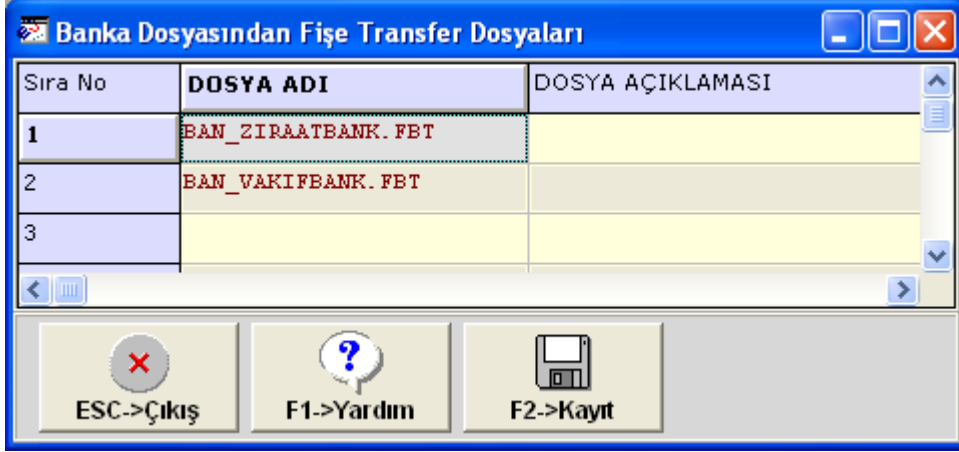 Banka Dosyasından Fişe Transfer Dosyaları
Sıra No DOSYA ADI DOSYA AÇIKLAMASI
1 BAN_ZIRAATBANK.FBT
2 BAN_VAKIFBANK.FBT
3
ESC->Çıkış F1->Yardım F2->Kayıt